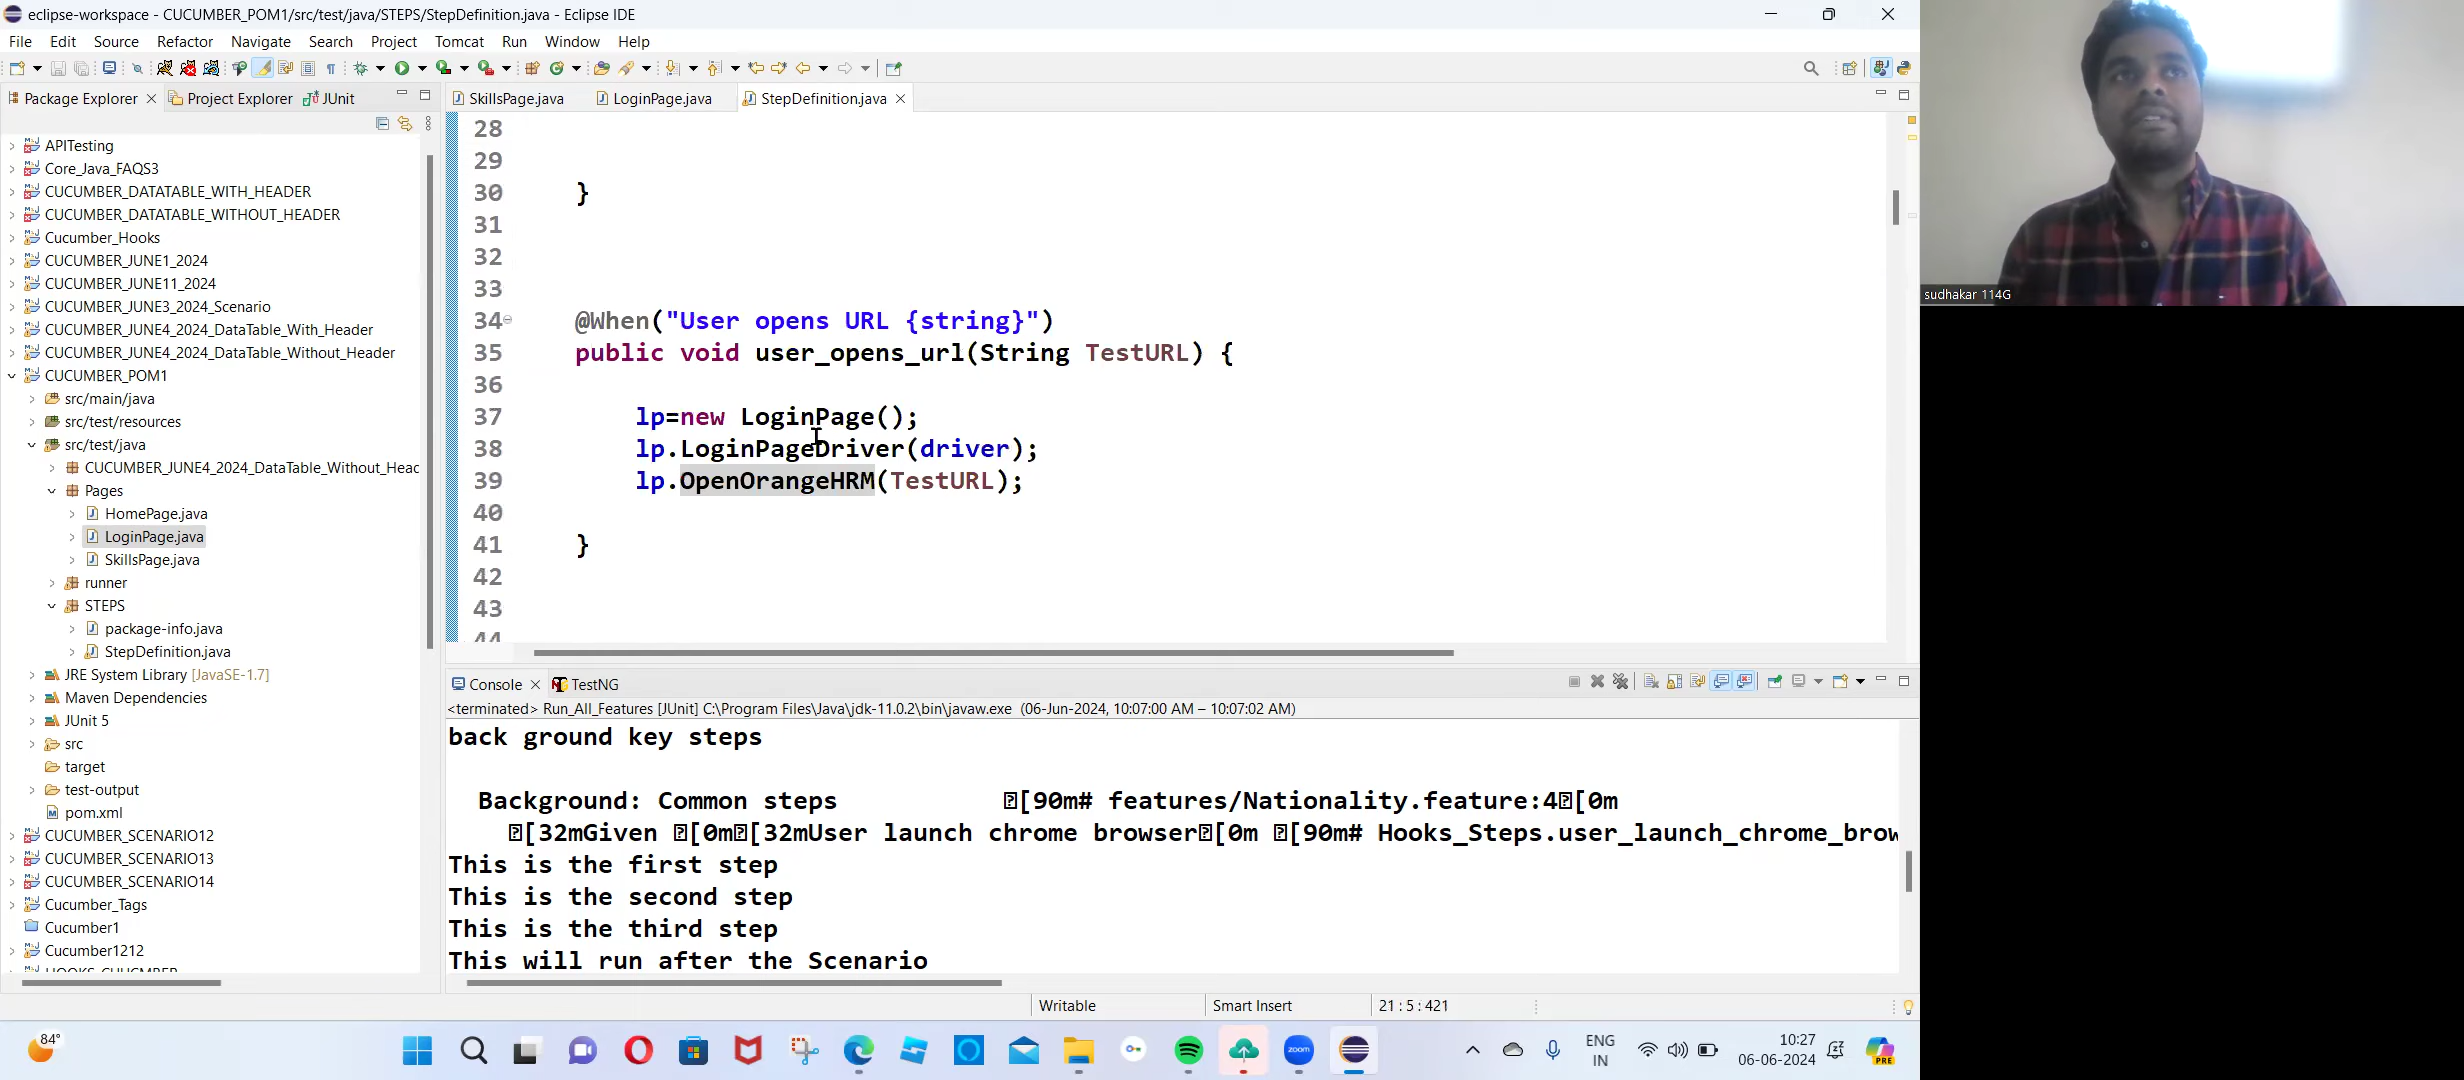 eclipse-workspace - CUCUMBER_POM1/src/test/java/STEPS/StepDefinition.java - Eclipse IDE
File Edit Source Refactor Navigate Search Project Tomcat Run Window Help
Package Explorer Project Explorer JUnit
SkillsPage.java LoginPage.java StepDefinition.java
APITesting
Core_Java_FAQS3
CUCUMBER_DATATABLE_WITH_HEADER
CUCUMBER_DATATABLE_WITHOUT_HEADER
Cucumber_Hooks
CUCUMBER_JUNE1_2024
CUCUMBER_JUNE11_2024
CUCUMBER_JUNE3_2024_Scenario
CUCUMBER_JUNE4_2024_DataTable_With_Header
CUCUMBER_JUNE4_2024_DataTable_Without_Header
CUCUMBER_POM1
src/main/java
src/test/resources
src/test/java
CUCUMBER_JUNE4_2024_DataTable_Without_Heac
Pages
HomePage.java
LoginPage.java
SkillsPage.java
runner
STEPS
package-info.java
StepDefinition.java
JRE System Library [JavaSE-1.7]
Maven Dependencies
JUnit 5
src
target
test-output
pom.xml
CUCUMBER_SCENARIO12
CUCUMBER_SCENARIO13
CUCUMBER_SCENARIO14
Cucumber_Tags
Cucumber1
Cucumber1212
28
29
30 }
31
32
33
34 @When("User opens URL {string}")
35 public void user_opens_url(String TestURL) {
36
37 lp=new LoginPage();
38 lp.LoginPageDriver(driver);
39 lp.OpenOrangeHRM(TestURL);
40
41 }
42
43
44
Console TestNG
<terminated> Run_All_Features [JUnit] C:\Program Files\Java\jdk-11.0.2\bin\javaw.exe (06-Jun-2024, 10:07:00 AM – 10:07:02 AM)
back ground key steps
Background: Common steps [90m# features/Nationality.feature:4[0m
[32mGiven [0m[32mUser launch chrome browser[0m [90m# Hooks_Steps.user_launch_chrome_brow
This is the first step
This is the second step
This is the third step
This will run after the Scenario
Writable Smart Insert 21 : 5 : 421
84°
zoom
ENG
IN
10:27
06-06-2024
PRE
sudhakar 114G